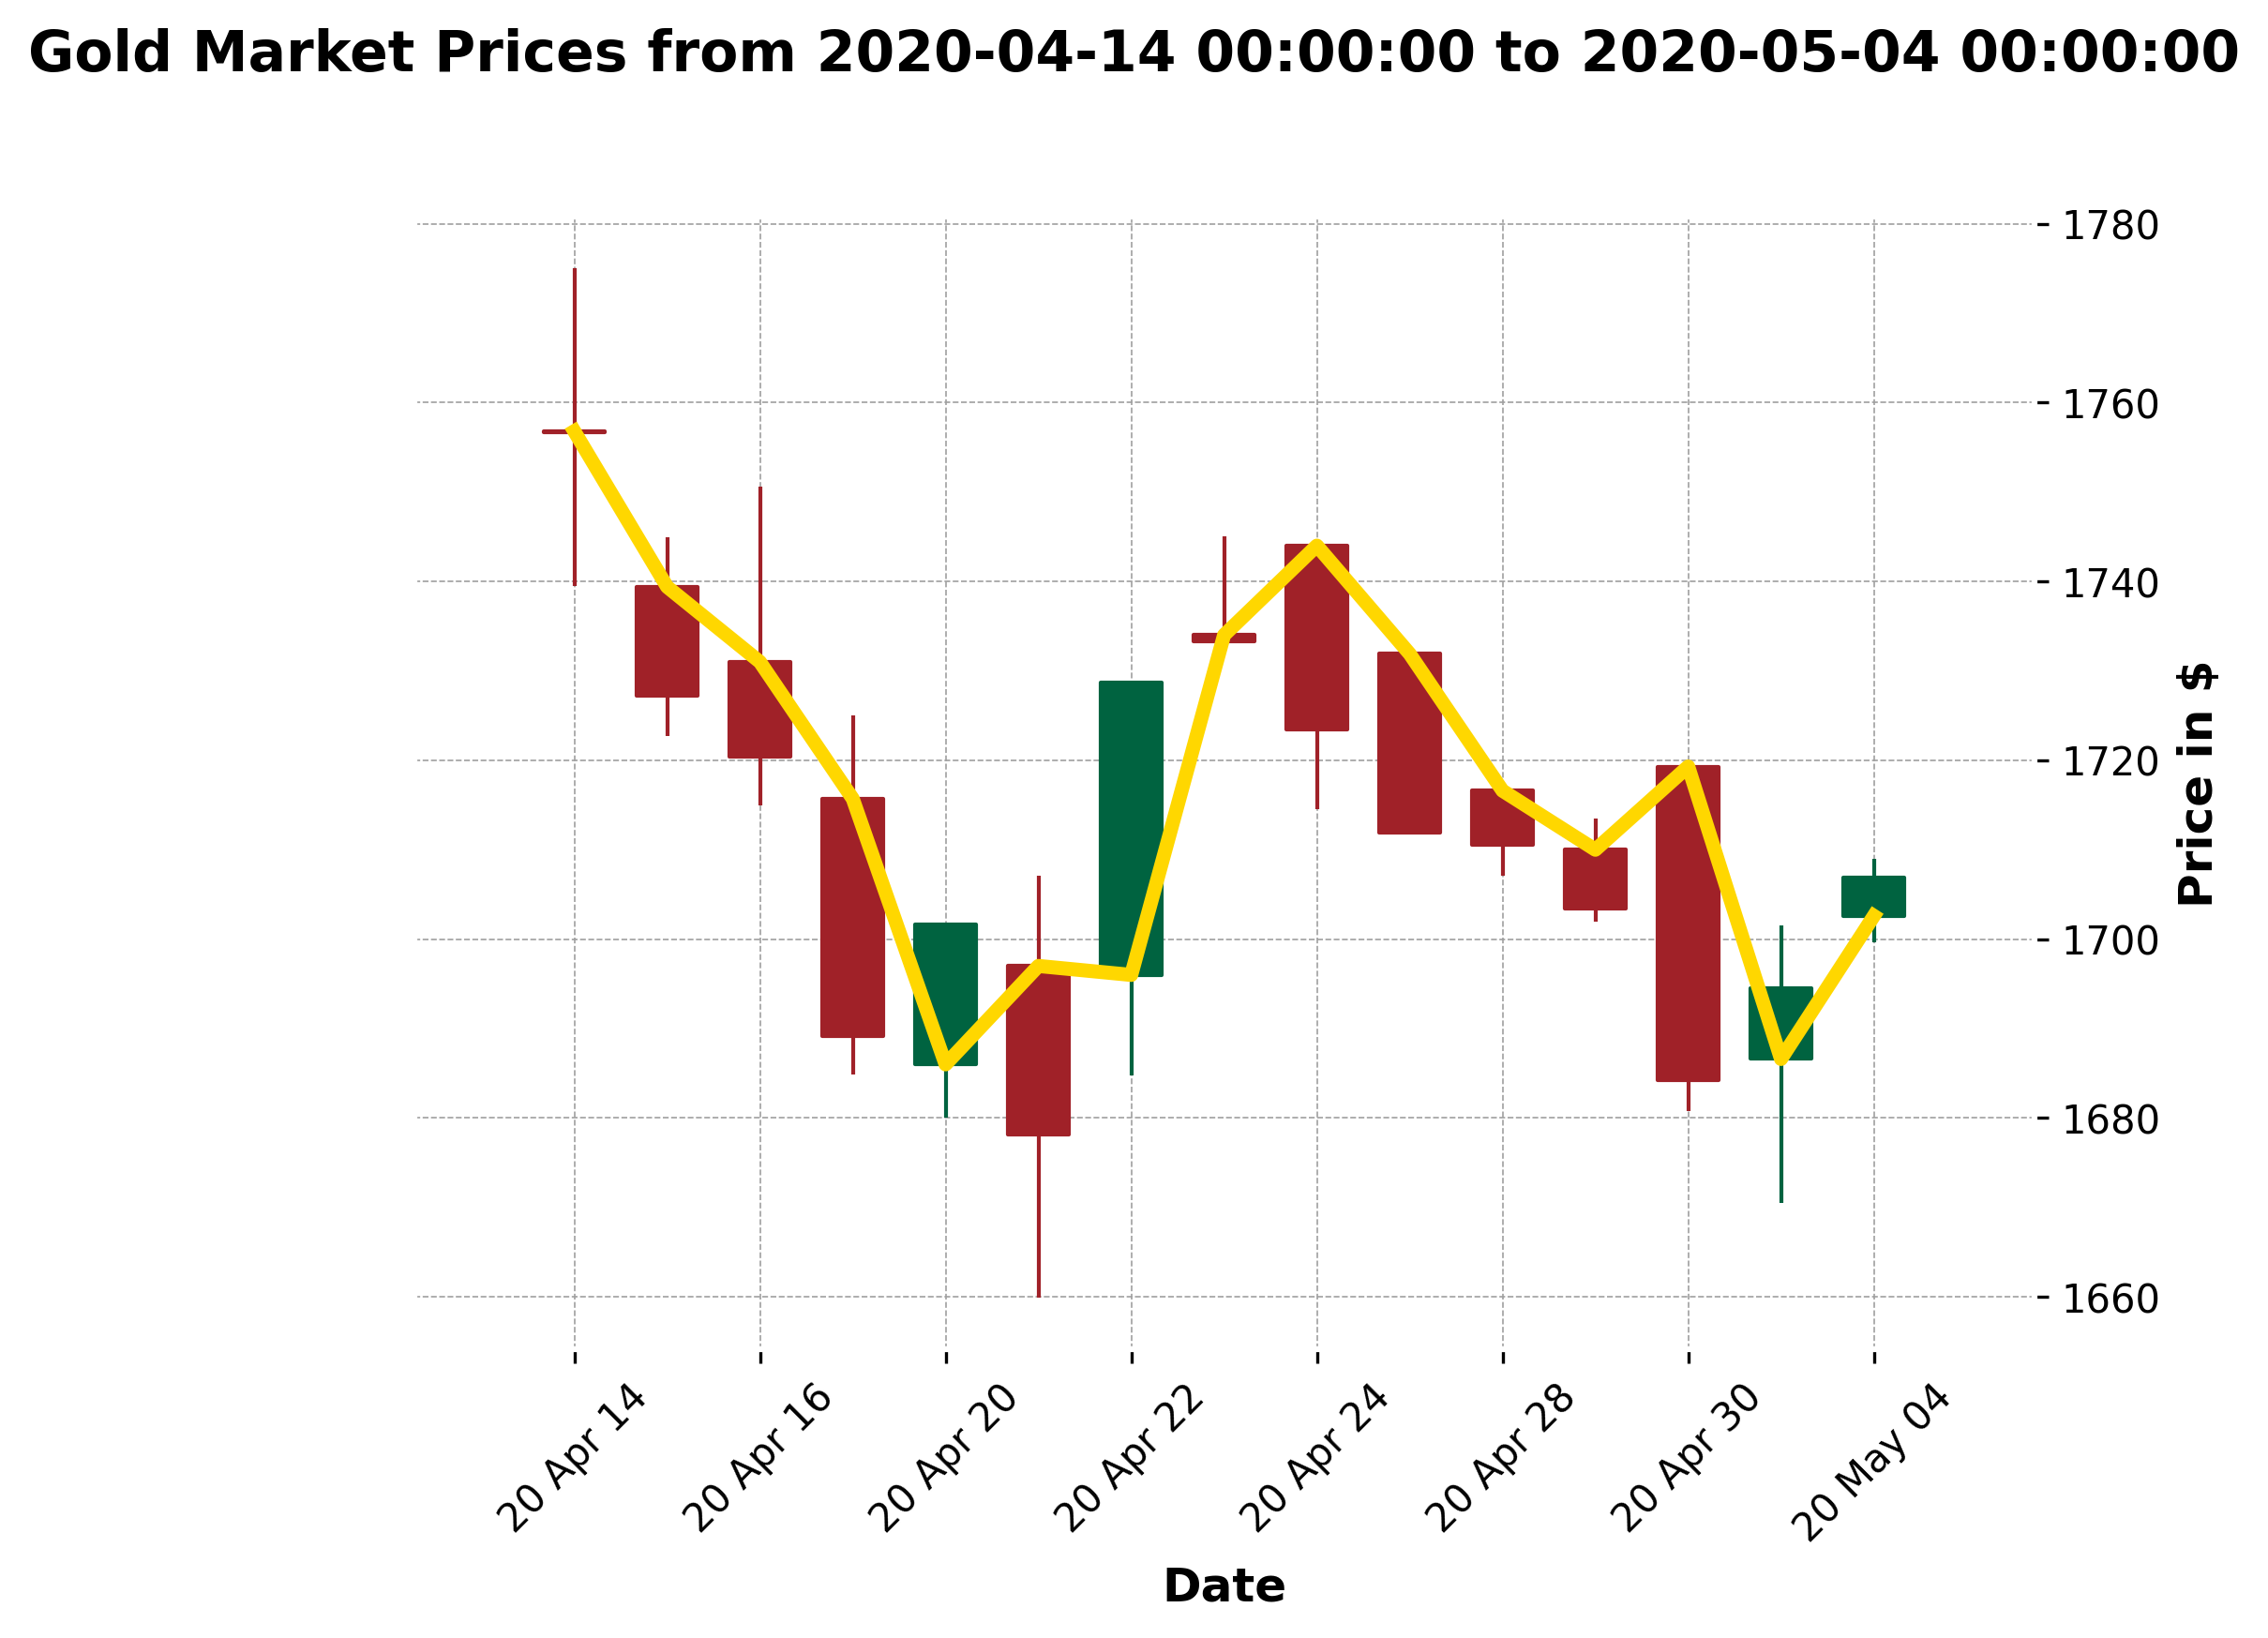 Gold Market Prices from 2020-04-14 00:00:00 to 2020-05-04 00:00:00
1780
1760
1740
1720
1700
1680
1660
Price in $
20 Apr 14
20 Apr 16
20 Apr 20
20 Apr 22
20 Apr 24
20 Apr 28
20 Apr 30
20 May 04
Date